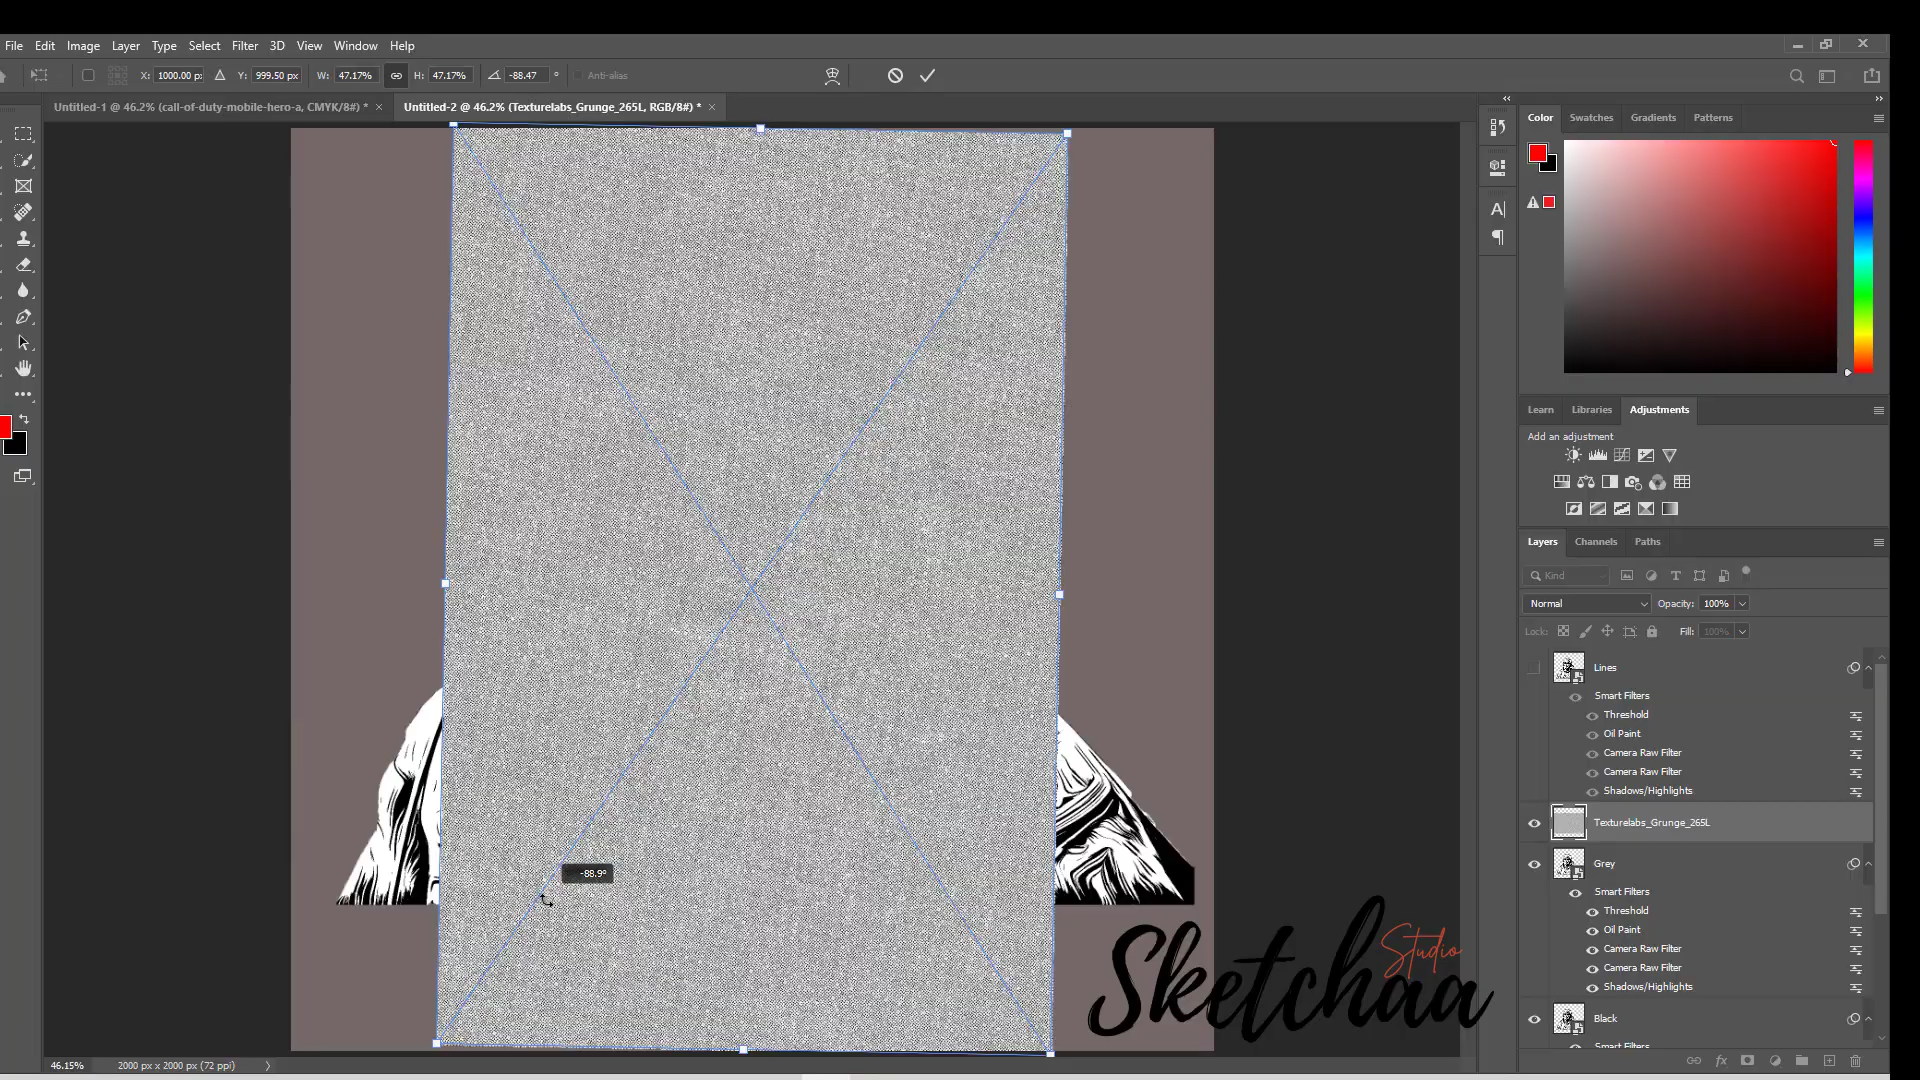 File Edit Image Layer Type Select Filter 3D View Window Help
X: 1000.00 p: Y: 999.50 px W: 47.17% H: 47.17% -88.47 ° Anti-alias
Untitled-1 @ 46.2% (call-of-duty-mobile-hero-a, CMYK/8#) * × Untitled-2 @ 46.2% (Texturelabs_Grunge_265L, RGB/8#) * ×
Color Swatches Gradients Patterns
Learn Libraries Adjustments
Add an adjustment
Layers Channels Paths
Kind
Normal Opacity: 100%
Lock: Fill: 100%
Lines
Smart Filters
Threshold
Oil Paint
Camera Raw Filter
Camera Raw Filter
Shadows/Highlights
Texturelabs_Grunge_265L
Grey
Smart Filters
Threshold
Oil Paint
Camera Raw Filter
Camera Raw Filter
Shadows/Highlights
Black
Smart Filters
-88.9°
Sketchaa
Studio
46.15% 2000 px x 2000 px (72 ppi)